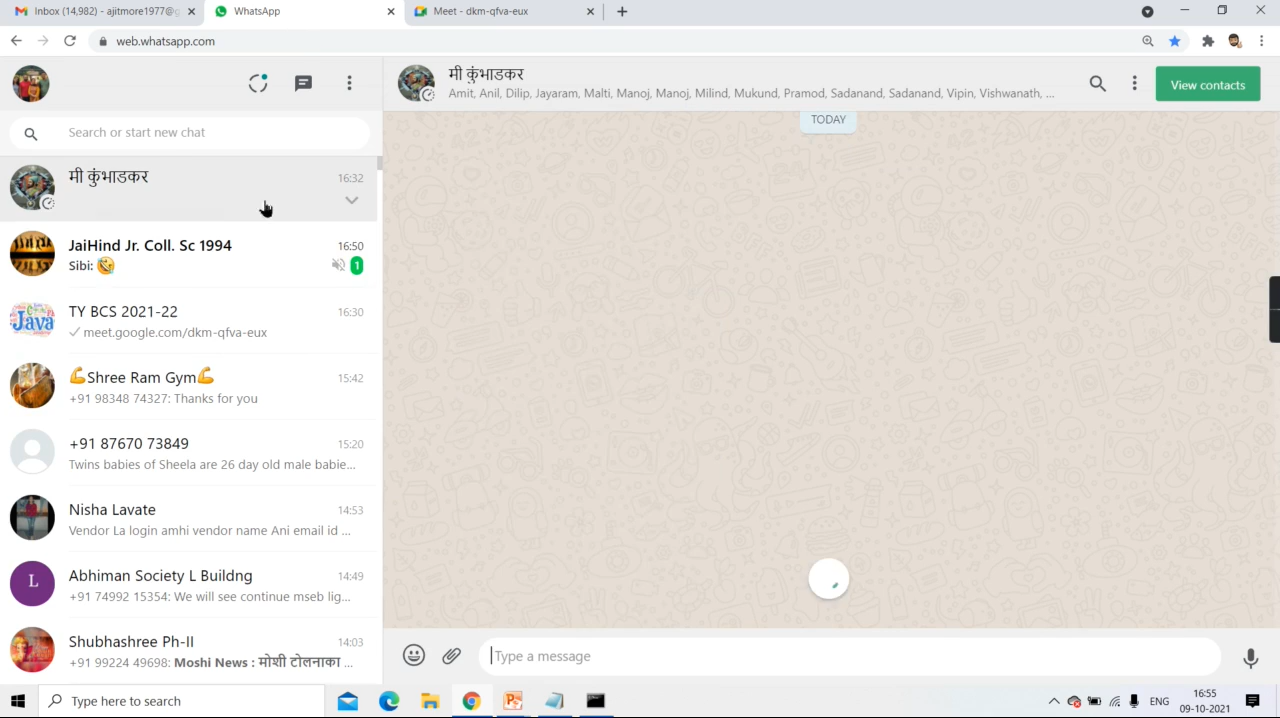 Inbox (14,982) - ajitmore1977@g
WhatsApp
Meet - dkm-qfva-eux
web.whatsapp.com
मी कुंभाडकर
Amit, Anil, Dilip, Jayaram, Malti, Manoj, Manoj, Milind, Mukund, Pramod, Sadanand, Sadanand, Vipin, Vishwanath, ...
View contacts
Search or start new chat
TODAY
मी कुंभाडकर
16:32
JaiHind Jr. Coll. Sc 1994
16:50
Sibi: 🤣
1
TY BCS 2021-22
16:30
meet.google.com/dkm-qfva-eux
Java
💪Shree Ram Gym💪
15:42
+91 98348 74327: Thanks for you
+91 87670 73849
15:20
Twins babies of Sheela are 26 day old male babie...
Nisha Lavate
14:53
Vendor La login amhi vendor name Ani email id ...
L
Abhiman Society L Buildng
14:49
+91 74992 15354: We will see continue mseb lig...
Shubhashree Ph-II
14:03
+91 99224 49698: Moshi News : मोशी टोलनाका ...
Type a message
Type here to search
ENG
16:55
09-10-2021